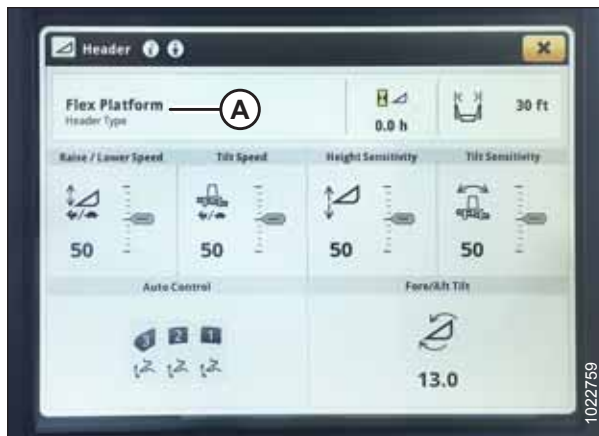 Header
Flex Platform
Header Type
A
H
0.0 h
30 ft
Raise / Lower Speed
Tilt Speed
Height Sensitivity
Tilt Sensitivity
50
50
50
50
Auto Control
Fore/Aft Tilt
3 2 1
13.0
1022759